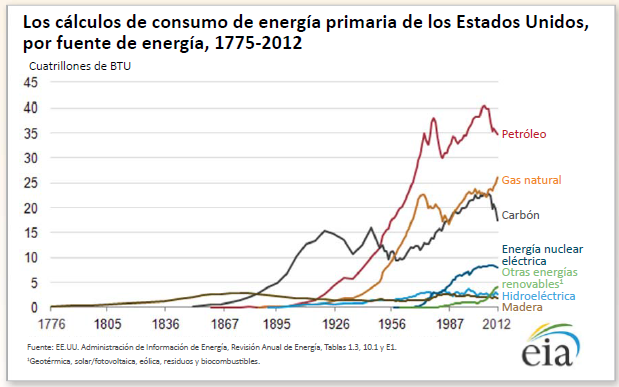 Los cálculos de consumo de energía primaria de los Estados Unidos,
por fuente de energía, 1775-2012
Cuatrillones de BTU
45
40
35
30
25
20
15
10
5
0
1776 1805 1836 1867 1895 1926 1956 1987 2012
Petróleo
Gas natural
Carbón
Energía nuclear
eléctrica
Otras energías
renovables¹
Hidroeléctrica
Madera
Fuente: EE.UU. Administración de Información de Energía, Revisión Anual de Energía, Tablas 1.3, 10.1 y E1.
¹Geotérmica, solar/fotovoltaica, eólica, residuos y biocombustibles.
eia